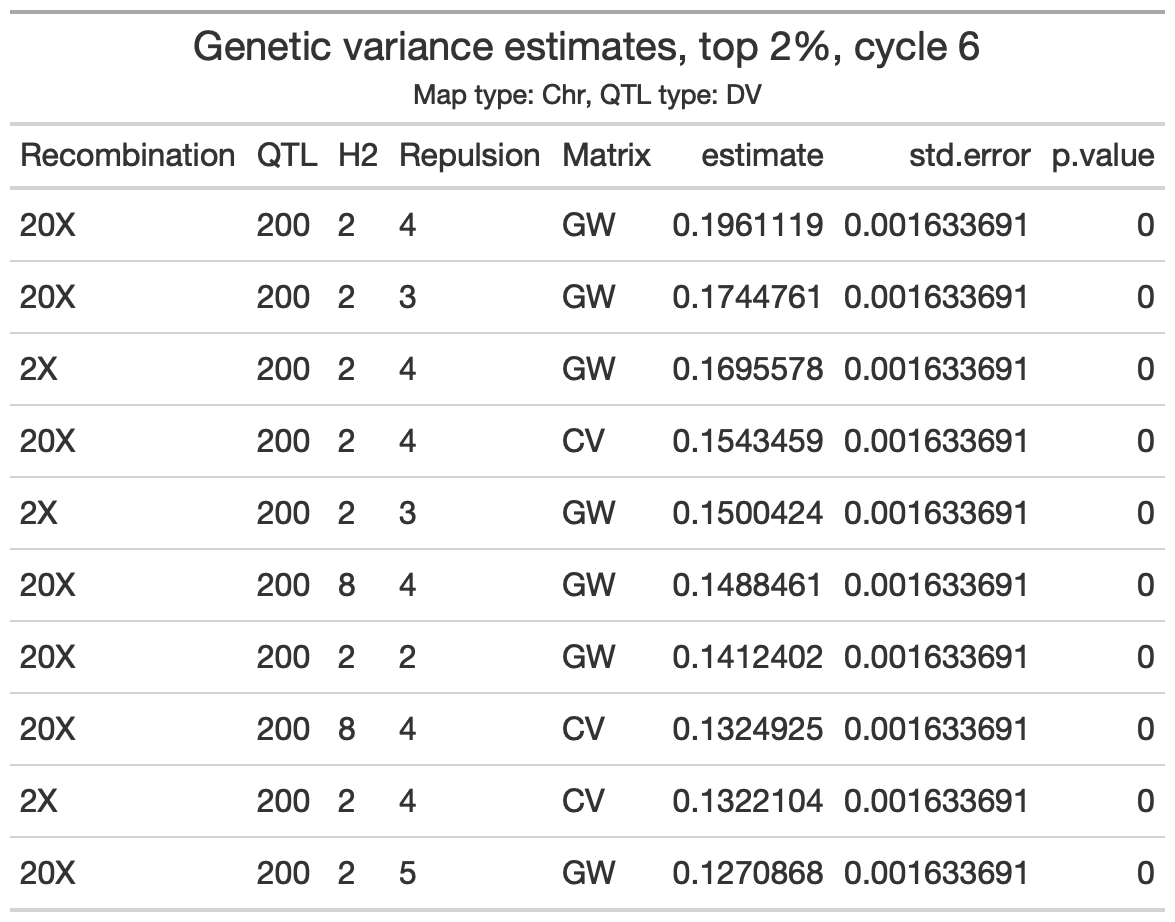 Genetic variance estimates, top 2%, cycle 6
Map type: Chr, QTL type: DV
Recombination QTL H2 Repulsion Matrix estimate std.error p.value
20X 200 2 4 GW 0.1961119 0.001633691 0
20X 200 2 3 GW 0.1744761 0.001633691 0
2X 200 2 4 GW 0.1695578 0.001633691 0
20X 200 2 4 CV 0.1543459 0.001633691 0
2X 200 2 3 GW 0.1500424 0.001633691 0
20X 200 8 4 GW 0.1488461 0.001633691 0
20X 200 2 2 GW 0.1412402 0.001633691 0
20X 200 8 4 CV 0.1324925 0.001633691 0
2X 200 2 4 CV 0.1322104 0.001633691 0
20X 200 2 5 GW 0.1270868 0.001633691 0